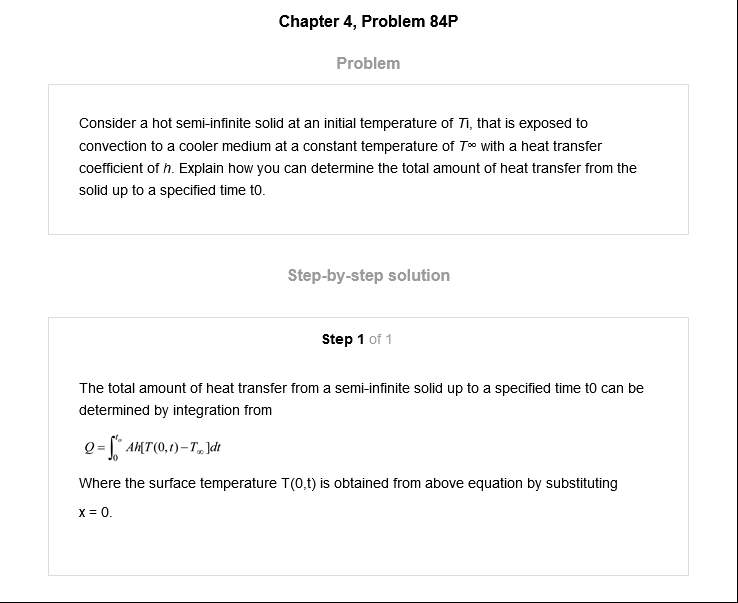 Chapter 4, Problem 84P
Problem
Consider a hot semi-infinite solid at an initial temperature of Ti, that is exposed to
convection to a cooler medium at a constant temperature of T∞ with a heat transfer
coefficient of h. Explain how you can determine the total amount of heat transfer from the
solid up to a specified time t0.
Step-by-step solution
Step 1 of 1
The total amount of heat transfer from a semi-infinite solid up to a specified time t0 can be
determined by integration from
Q = ∫₀^{t₀} Ah[T(0,t) − T∞]dt
Where the surface temperature T(0,t) is obtained from above equation by substituting
x = 0.